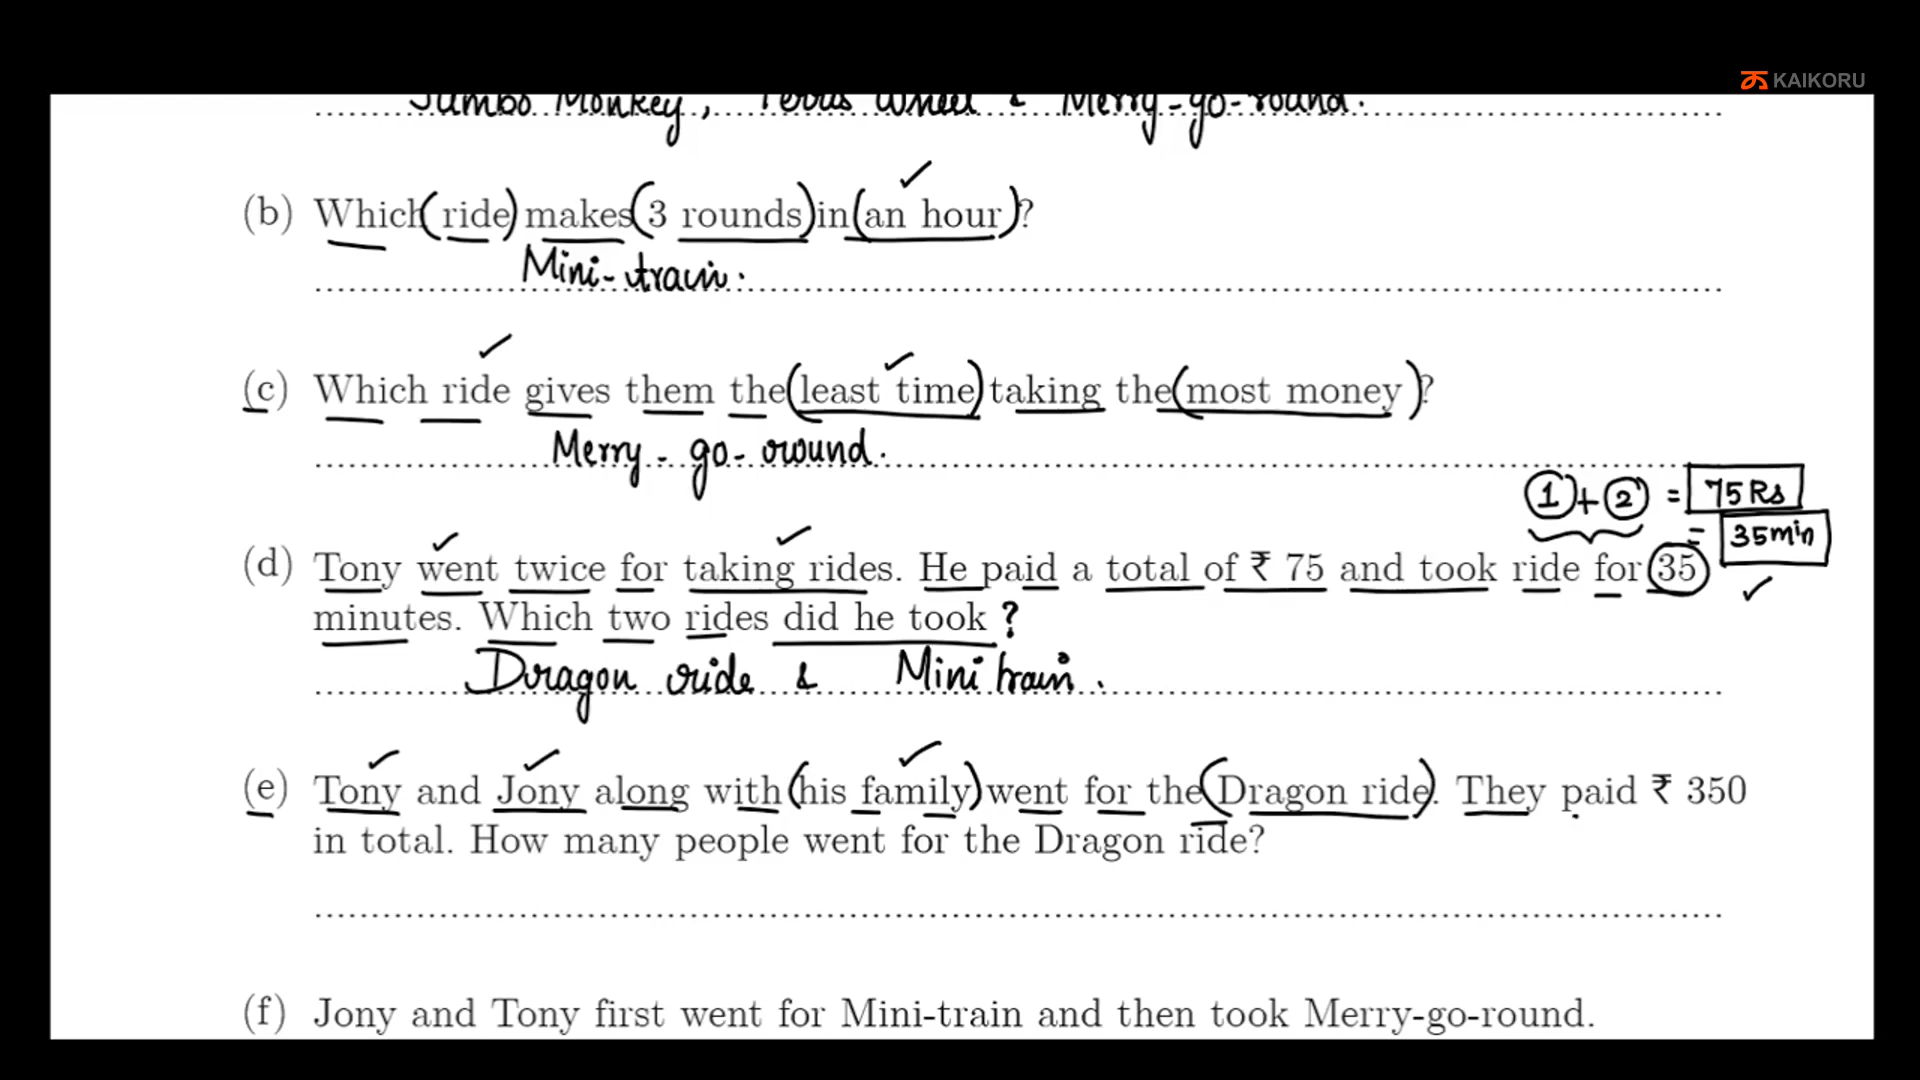 KAIKORU
Jumbo Monkey, Ferris Wheel & Merry-go-round.
(b) Which ride makes 3 rounds in an hour?
Mini-train.
(c) Which ride gives them the least time taking the most money?
Merry-go-round.
1 + 2 = 75 Rs
= 35 min
(d) Tony went twice for taking rides. He paid a total of ₹ 75 and took ride for 35
minutes. Which two rides did he took ?
Dragon ride & Mini train.
(e) Tony and Jony along with his family went for the Dragon ride. They paid ₹ 350
in total. How many people went for the Dragon ride?
(f) Jony and Tony first went for Mini-train and then took Merry-go-round.